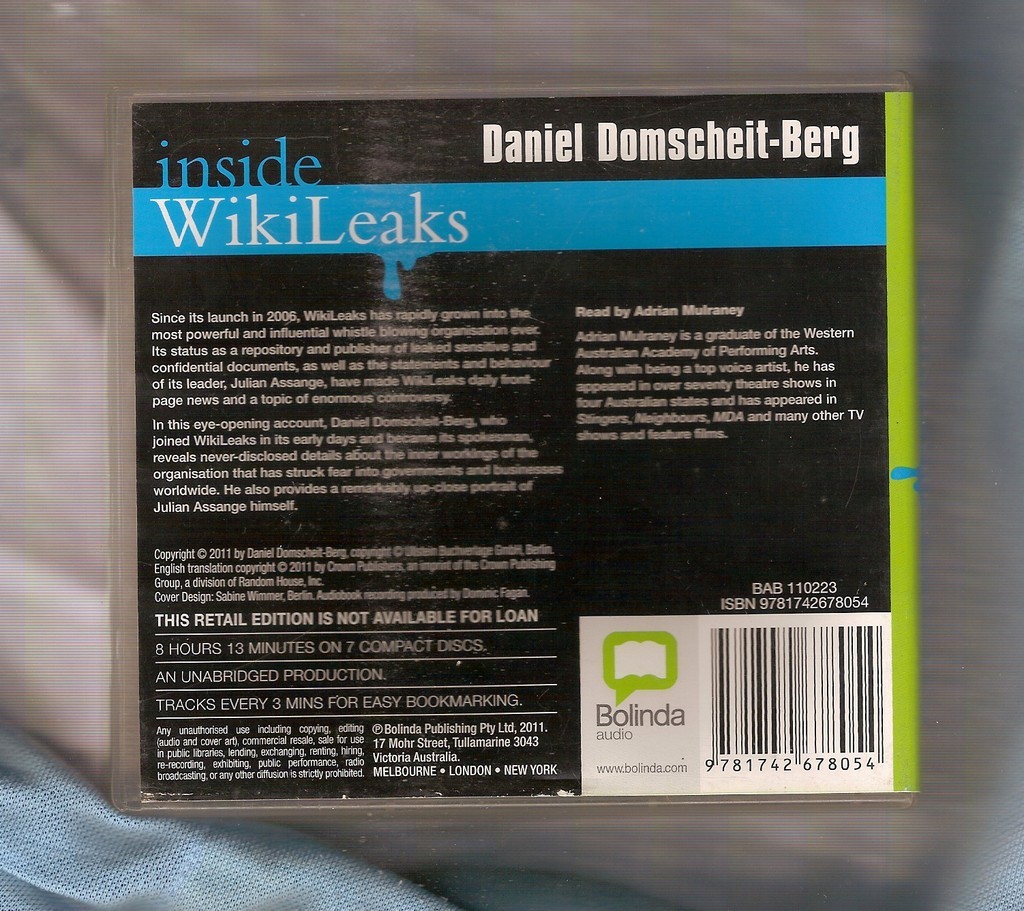 inside
WikiLeaks
Daniel Domscheit-Berg
Since its launch in 2006, WikiLeaks has rapidly grown into the
most powerful and influential whistle blowing organisation ever.
Its status as a repository and publisher of leaked sensitive and
confidential documents, as well as the statements and behaviour
of its leader, Julian Assange, have made WikiLeaks daily front-
page news and a topic of enormous controversy.
In this eye-opening account, Daniel Domscheit-Berg, who
joined WikiLeaks in its early days and became its spokesman,
reveals never-disclosed details about the inner workings of the
organisation that has struck fear into governments and businesses
worldwide. He also provides a remarkably up-close portrait of
Julian Assange himself.
Read by Adrian Mulraney
Adrian Mulraney is a graduate of the Western
Australian Academy of Performing Arts.
Along with being a top voice artist, he has
appeared in over seventy theatre shows in
four Australian states and has appeared in
Stingers, Neighbours, MDA and many other TV
shows and feature films.
Copyright © 2011 by Daniel Domscheit-Berg, copyright © Ullstein Buchverlage GmbH, Berlin.
English translation copyright © 2011 by Crown Publishers, an imprint of the Crown Publishing
Group, a division of Random House, Inc.
Cover Design: Sabine Wimmer, Berlin. Audiobook recording produced by Dominic Fagan.
THIS RETAIL EDITION IS NOT AVAILABLE FOR LOAN
8 HOURS 13 MINUTES ON 7 COMPACT DISCS.
AN UNABRIDGED PRODUCTION.
TRACKS EVERY 3 MINS FOR EASY BOOKMARKING.
Any unauthorised use including copying, editing
(audio and cover art), commercial resale, sale for use
in public libraries, lending, exchanging, renting, hiring,
re-recording, exhibiting, public performance, radio
broadcasting, or any other diffusion is strictly prohibited.
℗ Bolinda Publishing Pty Ltd, 2011.
17 Mohr Street, Tullamarine 3043
Victoria Australia.
MELBOURNE • LONDON • NEW YORK
BAB 110223
ISBN 9781742678054
Bolinda
audio
www.bolinda.com
9 781742 678054